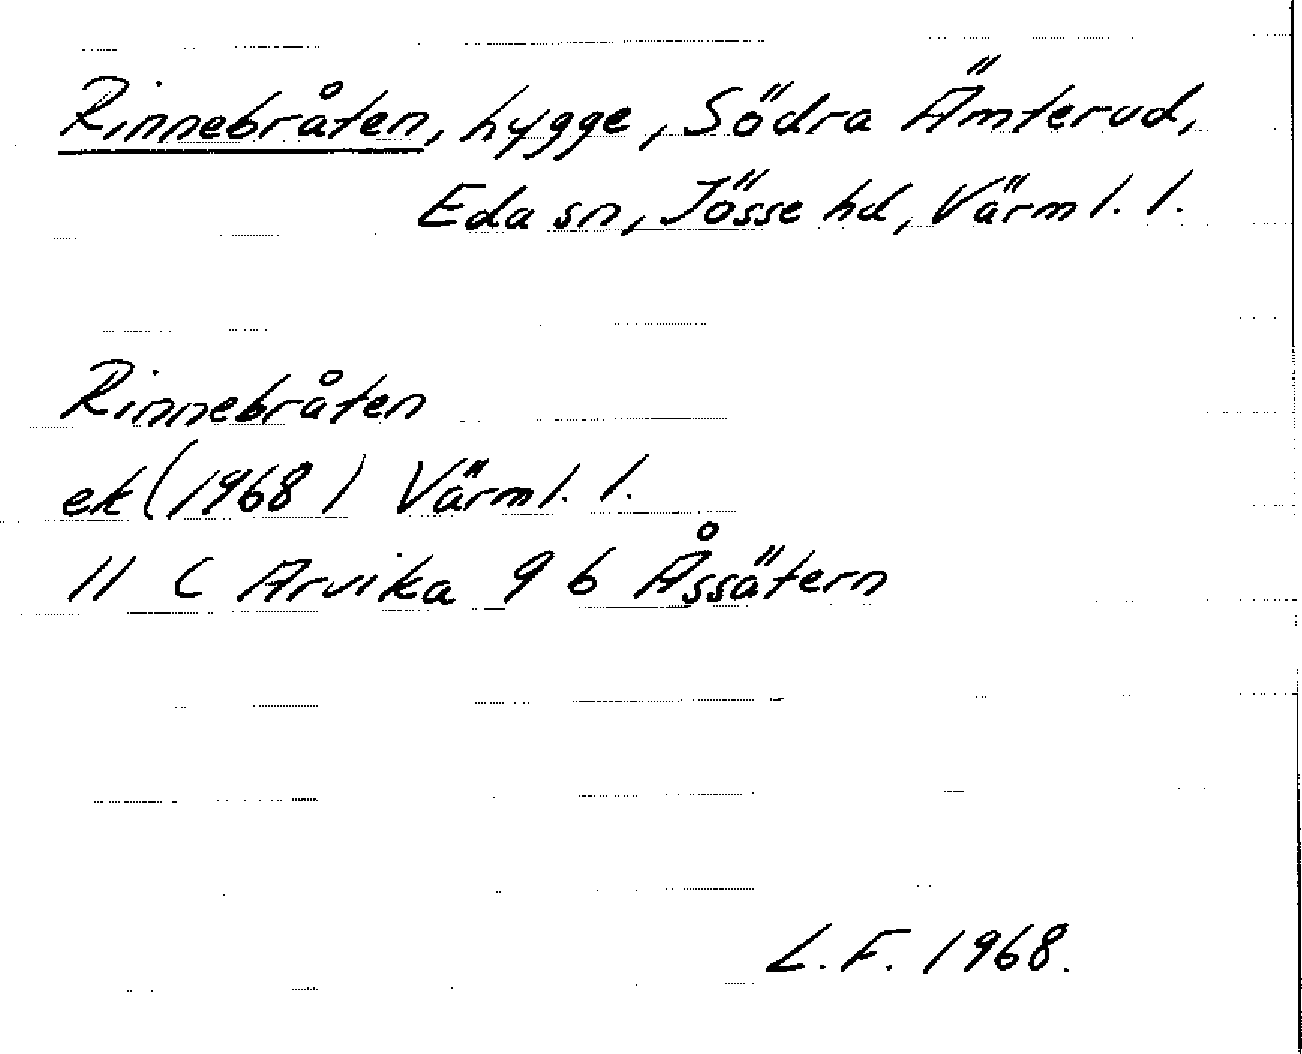 Rinnebråten, hygge, Södra Ämterud,
Eda sn, Jösse hd, Värml. l.
Rinnebråten
ek (1968) Värml. l.
11 C Arvika 9 b Åssätern
L.F. 1968.